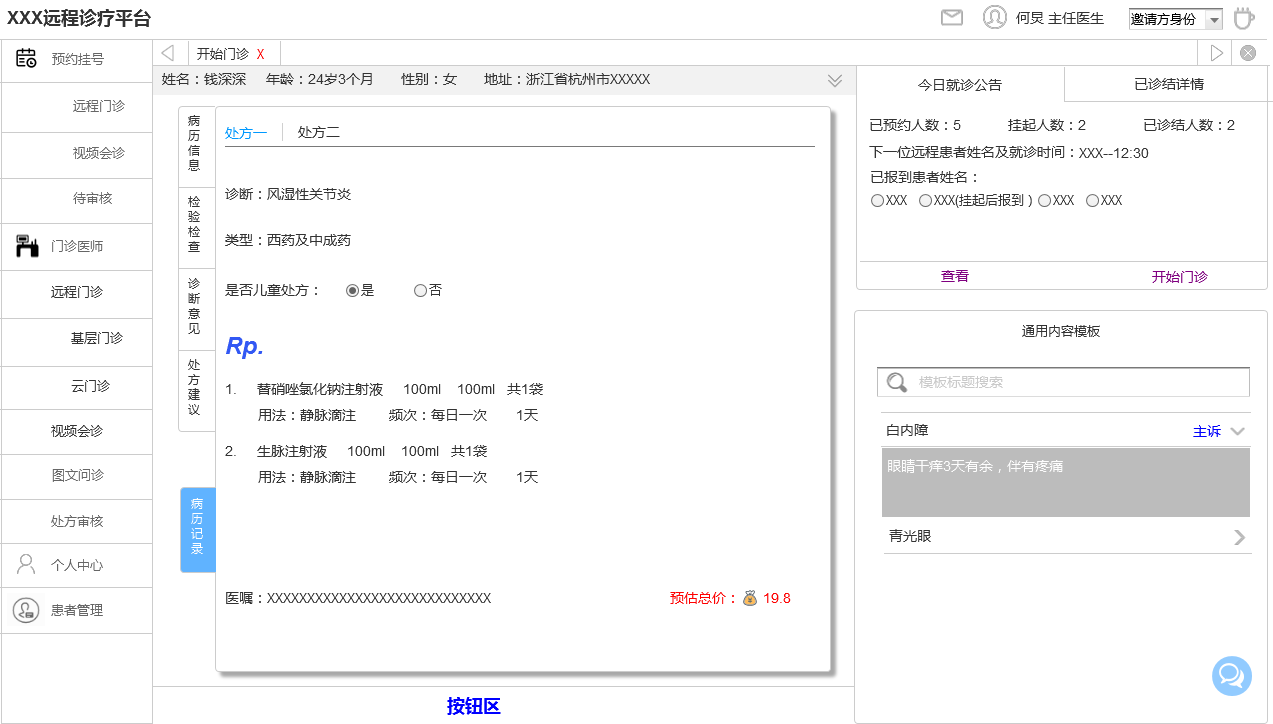 XXX远程诊疗平台
何炅 主任医生
邀请方身份
预约挂号
远程门诊
视频会诊
待审核
门诊医师
远程门诊
基层门诊
云门诊
视频会诊
图文问诊
处方审核
个人中心
患者管理
开始门诊 X
姓名：钱深深 年龄：24岁3个月 性别：女 地址：浙江省杭州市XXXXX
病历信息
检验检查
诊断意见
处方建议
病历记录
处方一 处方二
诊断：风湿性关节炎
类型：西药及中成药
是否儿童处方： 是 否
Rp.
1. 替硝唑氯化钠注射液 100ml 100ml 共1袋
用法：静脉滴注 频次：每日一次 1天
2. 生脉注射液 100ml 100ml 共1袋
用法：静脉滴注 频次：每日一次 1天
医嘱：XXXXXXXXXXXXXXXXXXXXXXXXXXX
预估总价： 19.8
按钮区
今日就诊公告 已诊结详情
已预约人数：5 挂起人数：2 已诊结人数：2
下一位远程患者姓名及就诊时间：XXX--12:30
已报到患者姓名：
XXX XXX(挂起后报到 ) XXX XXX
查看 开始门诊
通用内容模板
模板标题搜索
白内障 主诉
眼睛干痒3天有余，伴有疼痛
青光眼